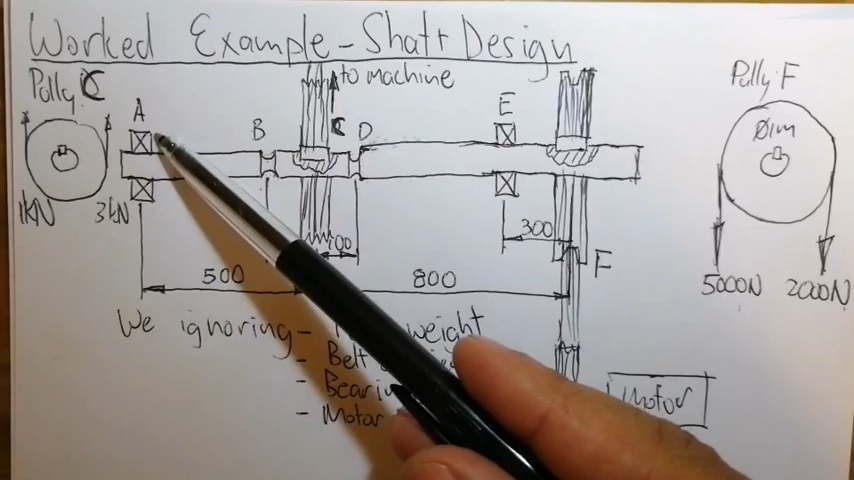 Worked Example - Shaft Design
Pully C
to machine
Pully F
A
B
C
D
E
Ø1m
1KN
3KN
100
300
F
500
800
5000N
2000N
We ignoring - weight
- Belt
-
- Motor
Motor